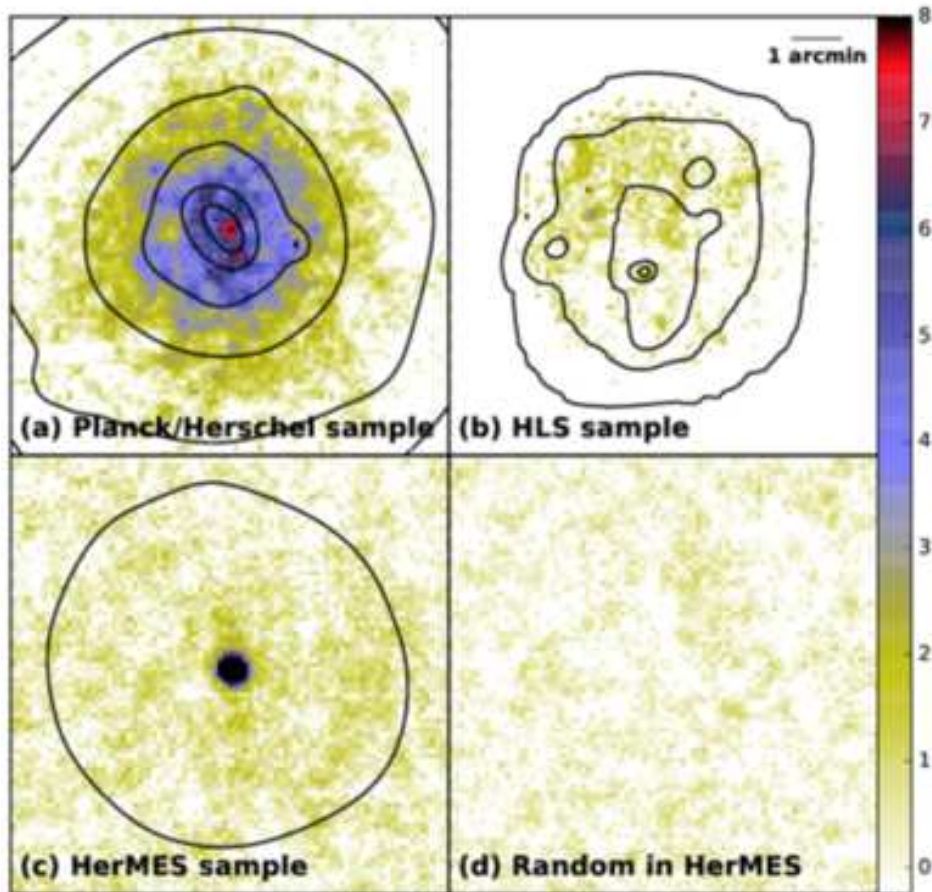 1 arcmin
(a) Planck/Herschel sample
(b) HLS sample
(c) HerMES sample
(d) Random in HerMES
8
7
6
5
4
3
2
1
0